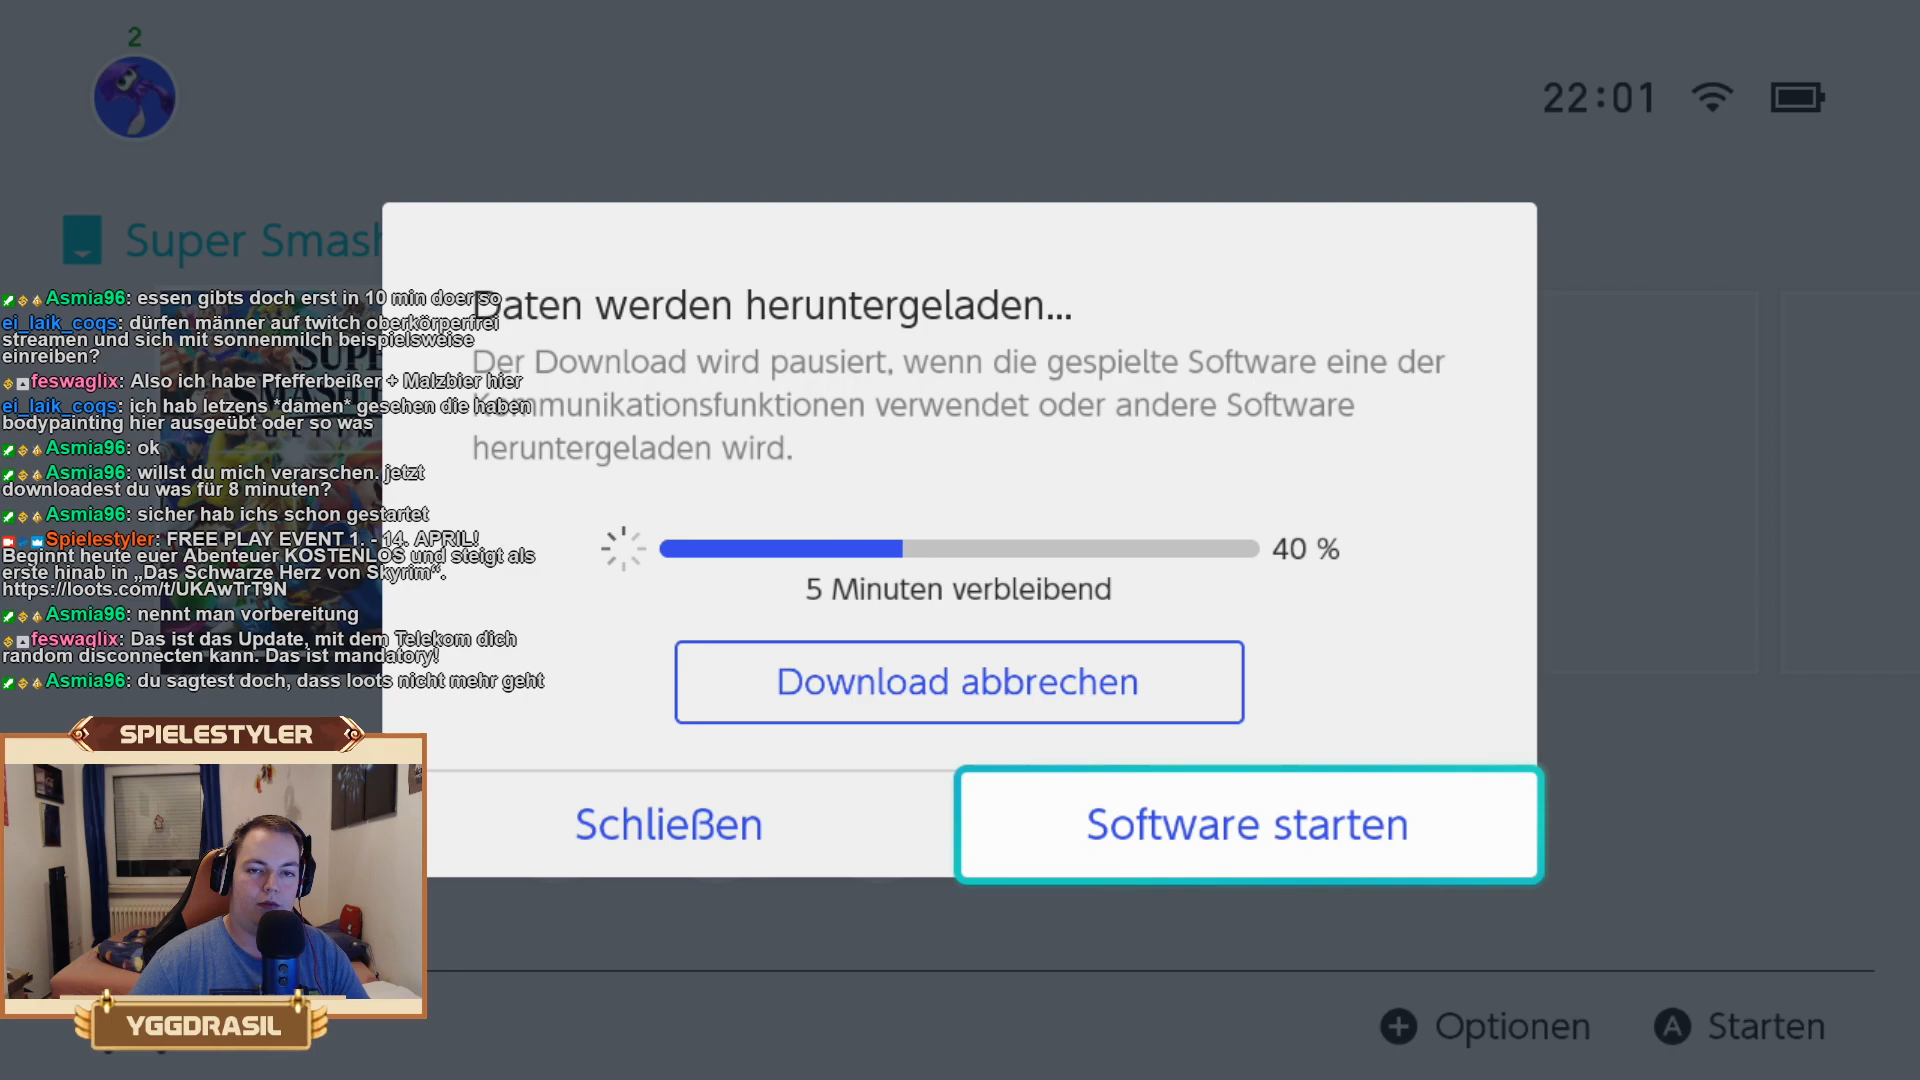 2
22:01
Super Smash
Daten werden heruntergeladen...
Der Download wird pausiert, wenn die gespielte Software eine der
Kommunikationsfunktionen verwendet oder andere Software
heruntergeladen wird.
40 %
5 Minuten verbleibend
Download abbrechen
Schließen
Software starten
Optionen
A Starten
Asmia96: essen gibts doch erst in 10 min doer so
ei_laik_coqs: dürfen männer auf twitch oberkörperfrei
streamen und sich mit sonnenmilch beispielsweise
einreiben?
feswaglix: Also ich habe Pfefferbeißer + Malzbier hier
ei_laik_coqs: ich hab letzens *damen* gesehen die haben
bodypainting hier ausgeübt oder so was
Asmia96: ok
Asmia96: willst du mich verarschen. jetzt
downloadest du was für 8 minuten?
Asmia96: sicher hab ichs schon gestartet
Spielestyler: FREE PLAY EVENT 1. - 14. APRIL!
Beginnt heute euer Abenteuer KOSTENLOS und steigt als
erste hinab in „Das Schwarze Herz von Skyrim“.
https://loots.com/t/UKAwTrT9N
Asmia96: nennt man vorbereitung
feswaglix: Das ist das Update, mit dem Telekom dich
random disconnecten kann. Das ist mandatory!
Asmia96: du sagtest doch, dass loots nicht mehr geht
SPIELESTYLER
YGGDRASIL